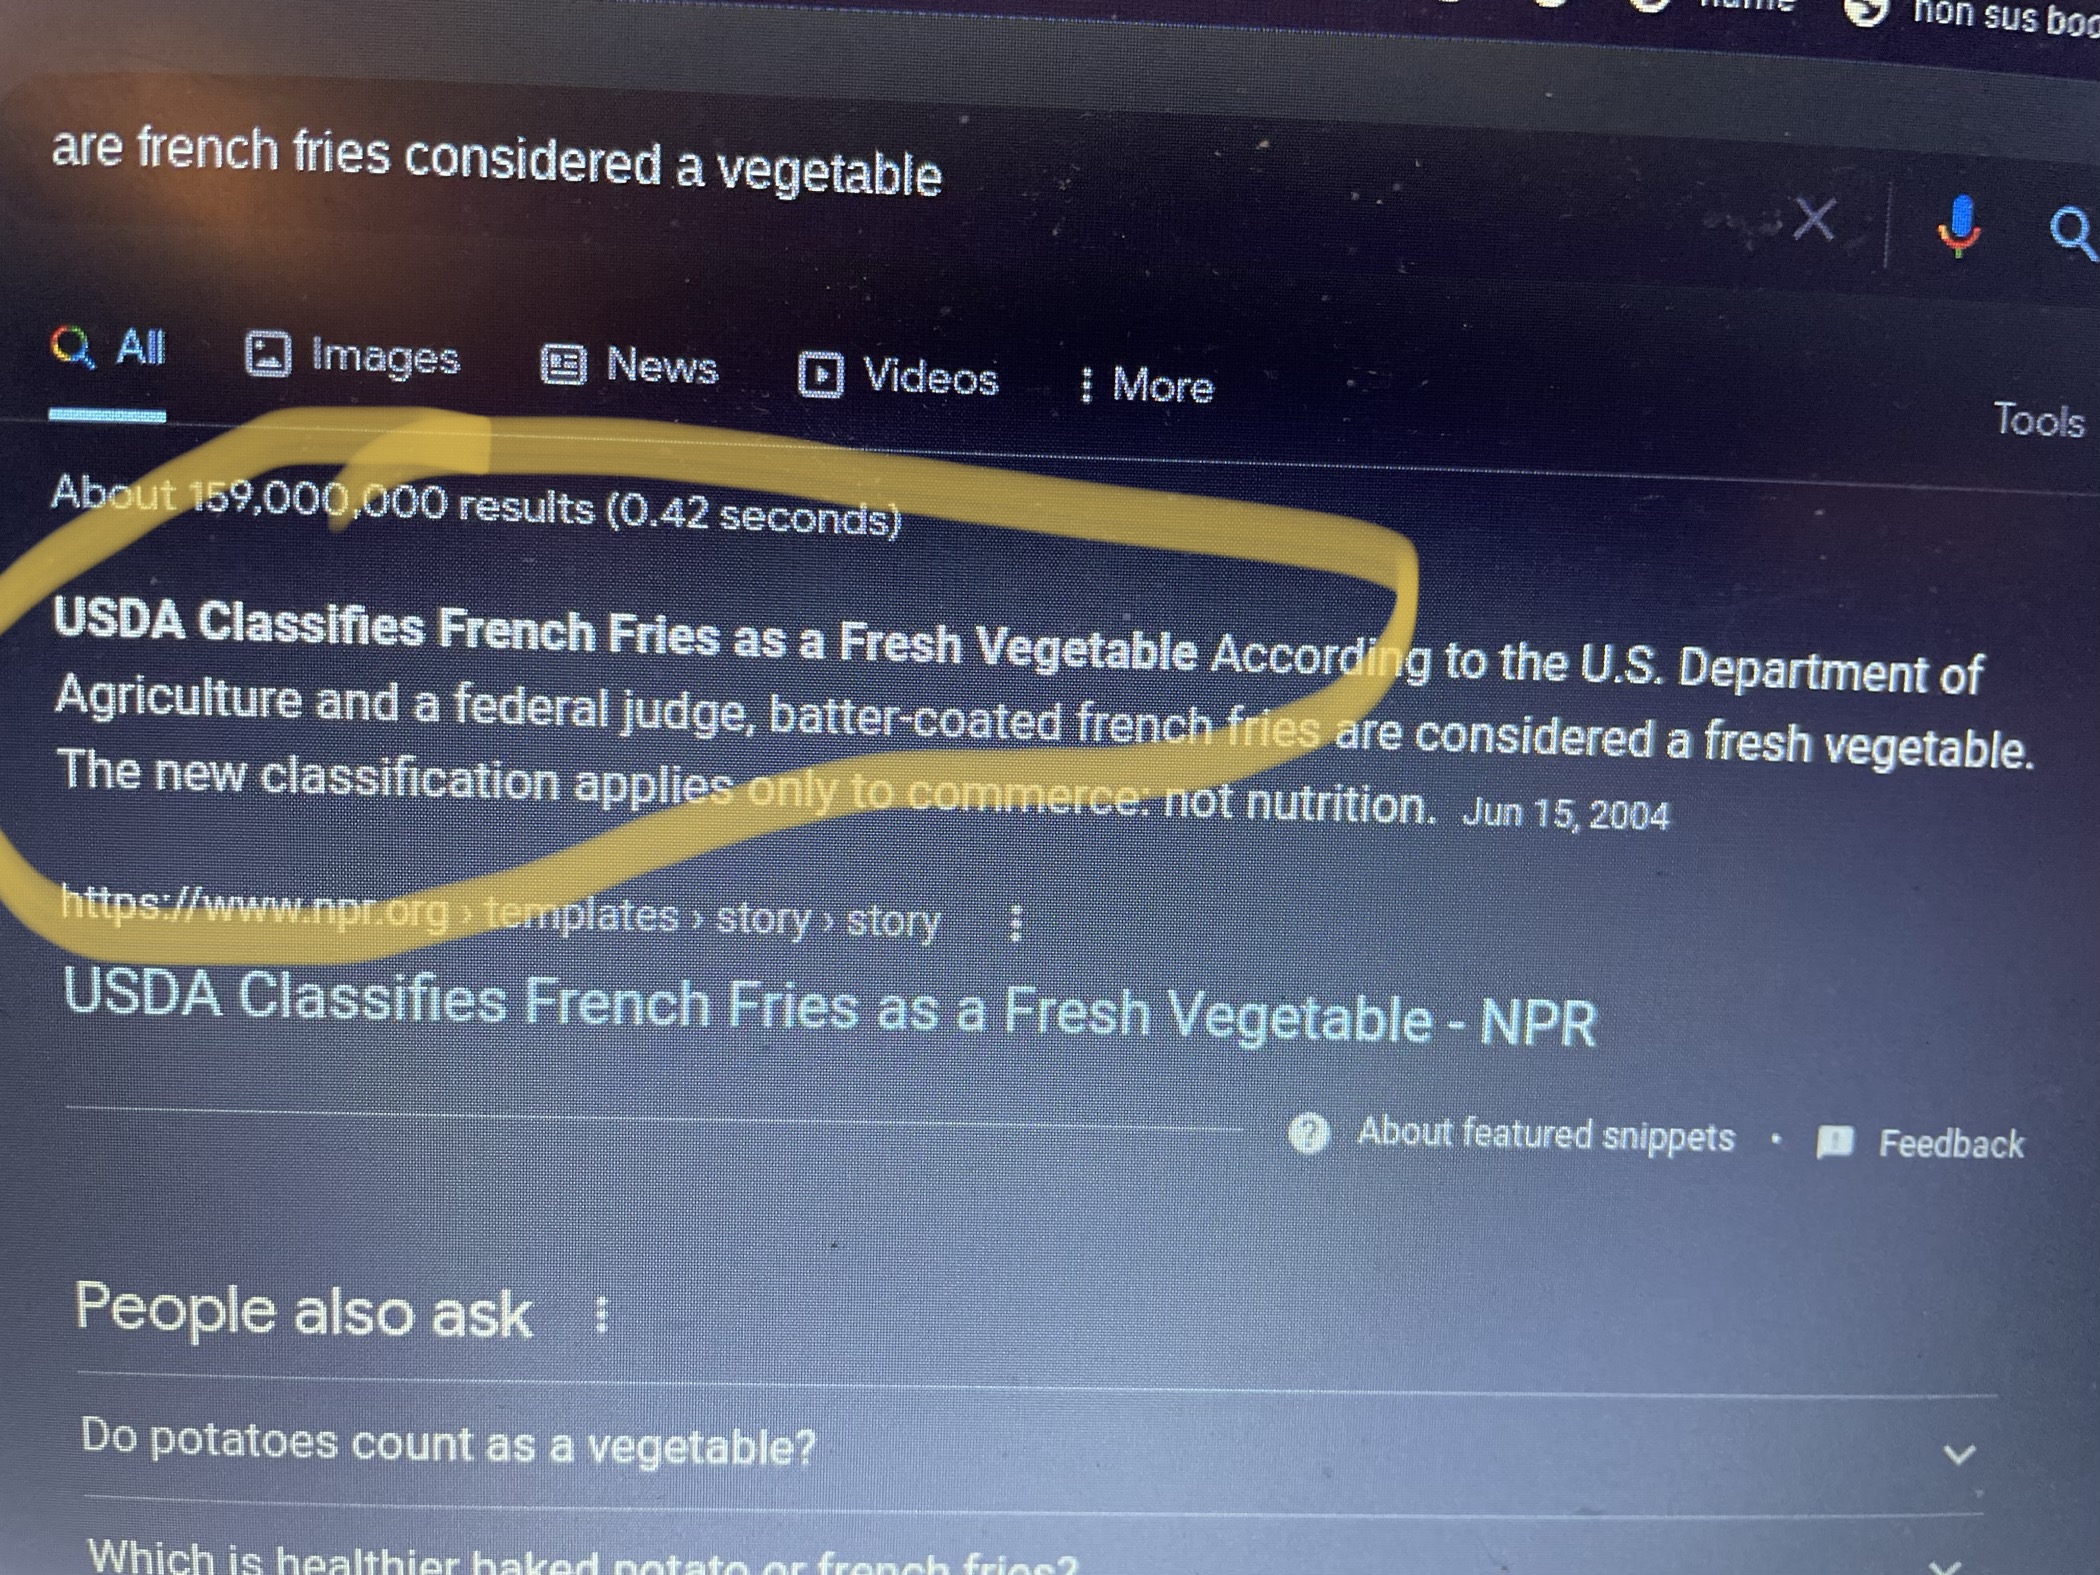 non sus
are french fries considered a vegetable
All Images News Videos More
Tools
About 159,000,000 results (0.42 seconds)
USDA Classifies French Fries as a Fresh Vegetable According to the U.S. Department of
Agriculture and a federal judge, batter-coated french fries are considered a fresh vegetable.
The new classification applies only to commerce: not nutrition. Jun 15, 2004
https://www.npr.org › templates › story › story
USDA Classifies French Fries as a Fresh Vegetable - NPR
About featured snippets • Feedback
People also ask
Do potatoes count as a vegetable?
Which is healthier baked potato or french fries?